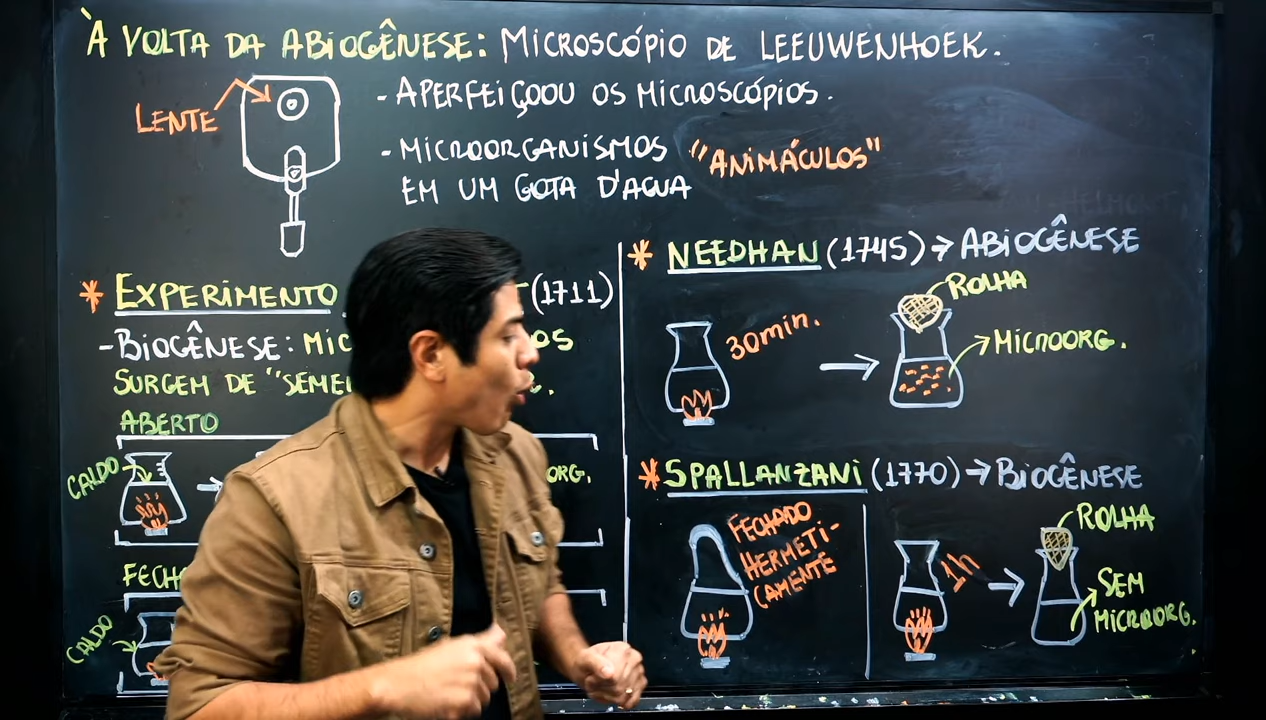 À VOLTA DA ABIOGÊNESE: MICROSCÓPIO DE LEEUWENHOEK.
LENTE
- APERFEIÇOOU OS MICROSCÓPIOS.
- MICROORGANISMOS "ANIMÁCULOS"
EM UM GOTA D'AGUA
* EXPERIMENTO (1711)
- BIOGÊNESE: MIC OS
SURGEM DE "SEME
ABERTO
CALDO
ORG.
FECH
CALDO
* NEEDHAN (1745) → ABIOGÊNESE
ROLHA
30min.
MICROORG.
* SPALLANZANI (1770) → BIOGÊNESE
FECHADO
HERMETI-
CAMENTE
1h
ROLHA
SEM
MICROORG.